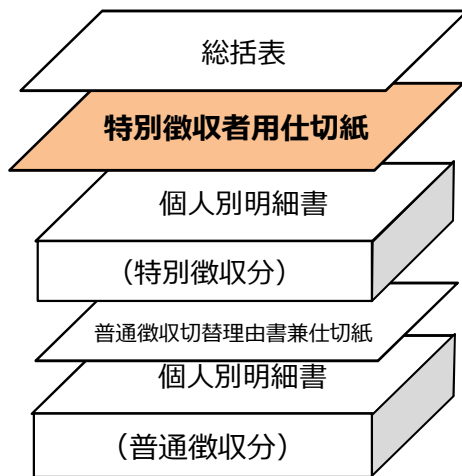 総括表
特別徴収者用仕切紙
個人別明細書
（特別徴収分）
普通徴収切替理由書兼仕切紙
個人別明細書
（普通徴収分）